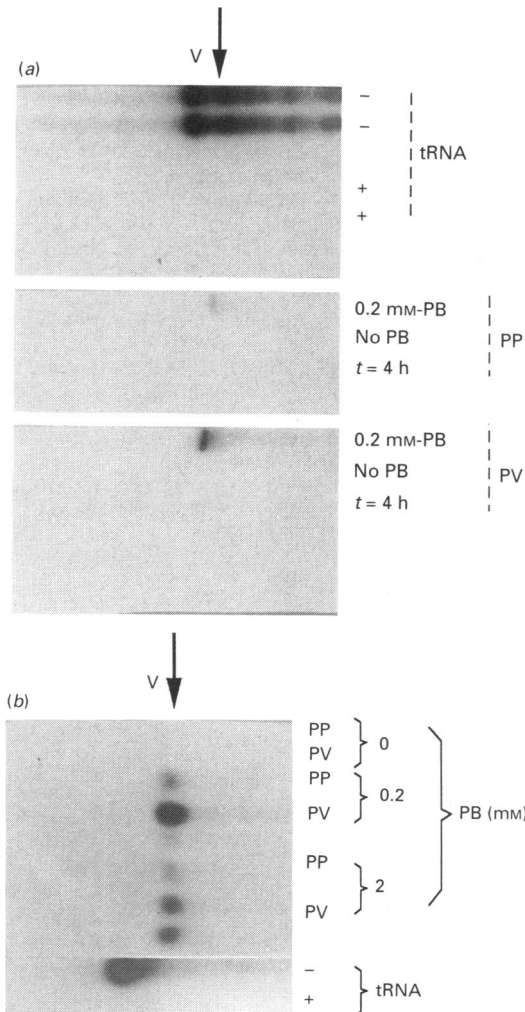 V
(a)
–
–
tRNA
+
+
0.2 mM-PB
No PB
t = 4 h
PP
0.2 mM-PB
No PB
t = 4 h
PV
V
(b)
PP
PV
0
PP
PV
0.2
PP
PV
2
PB (mM)
–
+
tRNA